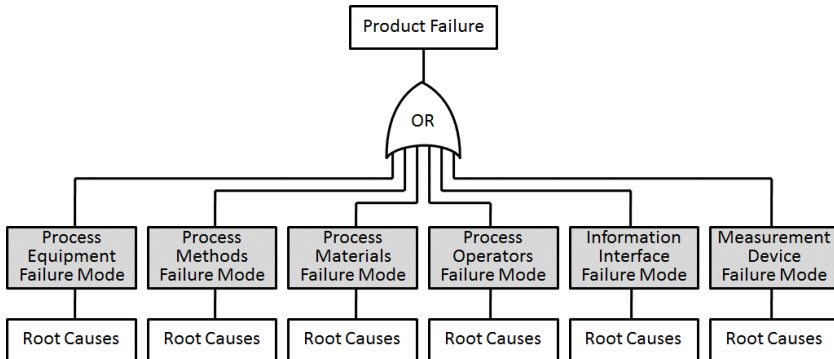 Product Failure
OR
Process
Equipment
Failure Mode
Process
Methods
Failure Mode
Process
Materials
Failure Mode
Process
Operators
Failure Mode
Information
Interface
Failure Mode
Measurement
Device
Failure Mode
Root Causes
Root Causes
Root Causes
Root Causes
Root Causes
Root Causes